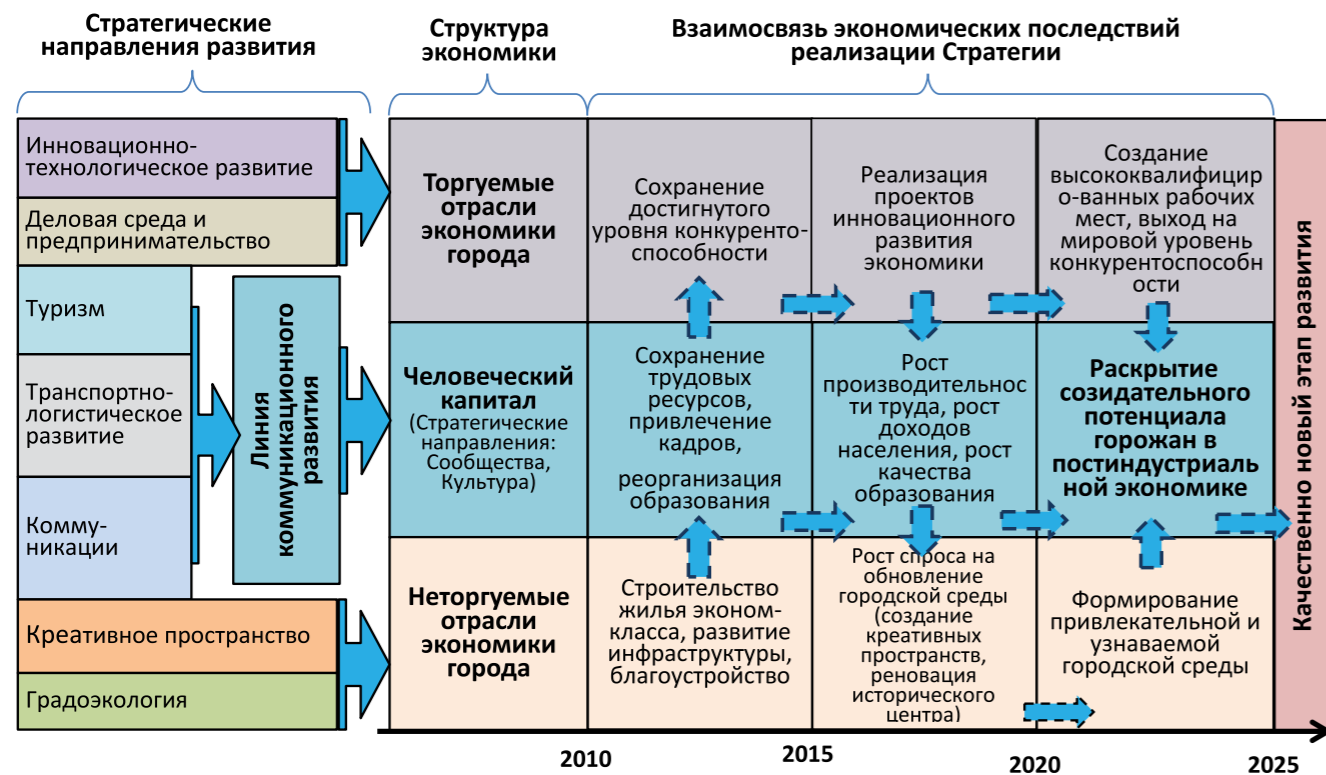 Стратегические
направления развития
Структура
экономики
Взаимосвязь экономических последствий
реализации Стратегии
Инновационно-
технологическое развитие
Деловая среда и
предпринимательство
Туризм
Транспортно-
логистическое
развитие
Комму-
никации
Креативное пространство
Градоэкология
Линия
коммуникационного
развития
Торгуемые
отрасли
экономики
города
Сохранение
достигнутого
уровня конкуренто-
способности
Реализация
проектов
инновационного
развития
экономики
Создание
высококвалифициро
о-ванных рабочих
мест, выход на
мировой уровень
конкурентоспособн
ости
Человеческий
капитал
(Стратегические
направления:
Сообщества,
Культура)
Сохранение
трудовых
ресурсов,
привлечение
кадров,
реорганизация
образования
Рост
производительнос
ти труда, рост
доходов
населения, рост
качества
образования
Раскрытие
созидательного
потенциала
горожан в
постиндустриаль
ной экономике
Неторгуемые
отрасли
экономики
города
Строительство
жилья эконом-
класса, развитие
инфраструктуры,
благоустройство
Рост спроса на
обновление
городской среды
(создание
креативных
пространств,
реновация
исторического
центра)
Формирование
привлекательной и
узнаваемой
городской среды
Качественно новый этап развития
2010
2015
2020
2025